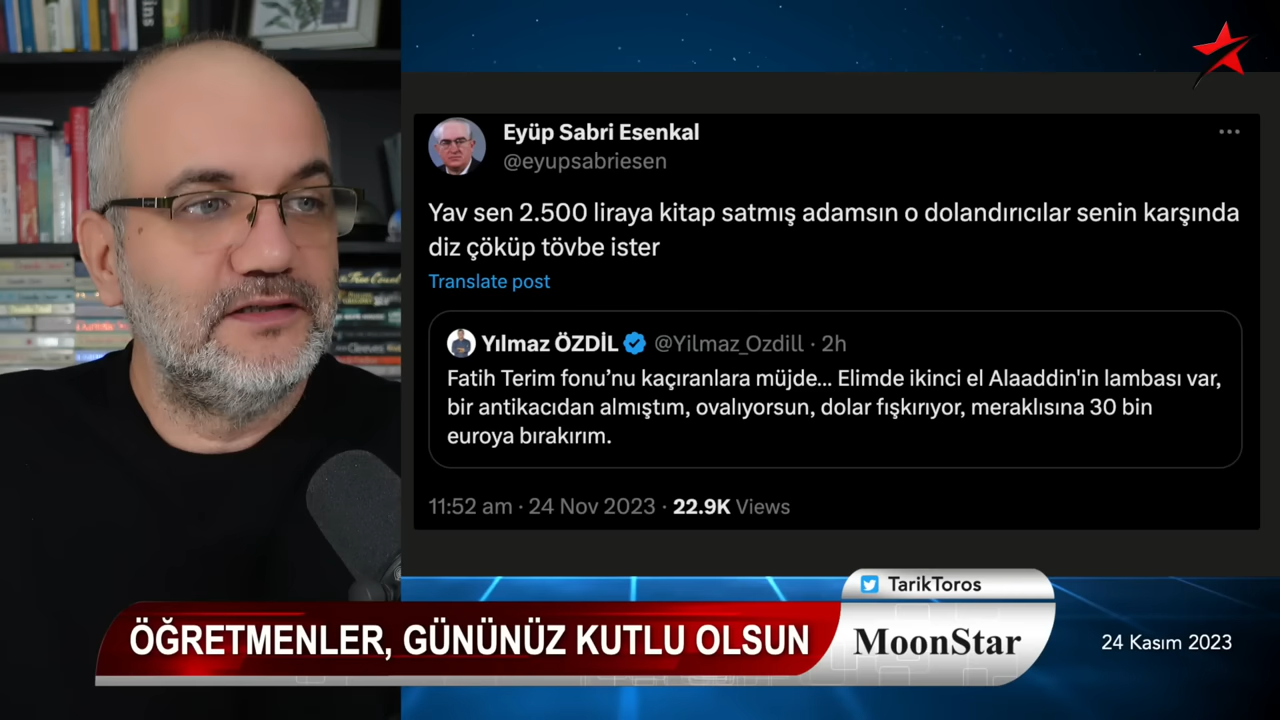 Eyüp Sabri Esenkal
@eyupsabriesen
Yav sen 2.500 liraya kitap satmış adamsın o dolandırıcılar senin karşında
diz çöküp tövbe ister
Translate post
Yılmaz ÖZDİL @Yilmaz_Ozdill · 2h
Fatih Terim fonu’nu kaçıranlara müjde... Elimde ikinci el Alaaddin'in lambası var,
bir antikacıdan almıştım, ovalıyorsun, dolar fışkırıyor, meraklısına 30 bin
euroya bırakırım.
11:52 am · 24 Nov 2023 · 22.9K Views
TarikToros
ÖĞRETMENLER, GÜNÜNÜZ KUTLU OLSUN
MoonStar
24 Kasım 2023